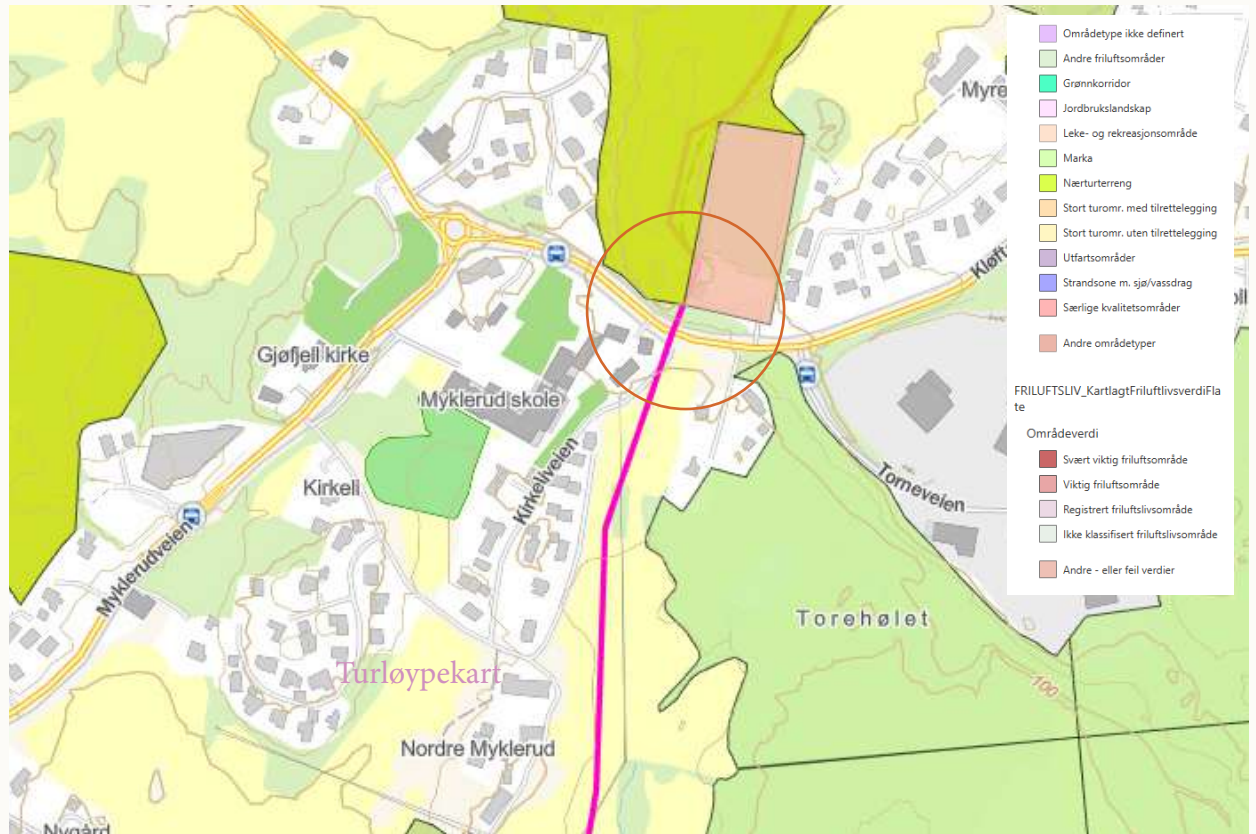 Myre
Kløft
Gjøfjell kirke
Myklerud skole
Kirkeliveien
Kirkeli
Myklerudveien
Torneveien
Torehølet
100
Turløypekart
Nordre Myklerud
Nygård
Områdetype ikke definert
Andre friluftsområder
Grønnkorridor
Jordbrukslandskap
Leke- og rekreasjonsområde
Marka
Nærturterreng
Stort turomr. med tilrettelegging
Stort turomr. uten tilrettelegging
Utfartsområder
Strandsone m. sjø/vassdrag
Særlige kvalitetsområder
Andre områdetyper
FRILUFTSLIV_KartlagtFriluftlivsverdiFla
te
Områdeverdi
Svært viktig friluftsområde
Viktig friluftsområde
Registrert friluftslivsområde
Ikke klassifisert friluftslivsområde
Andre - eller feil verdier